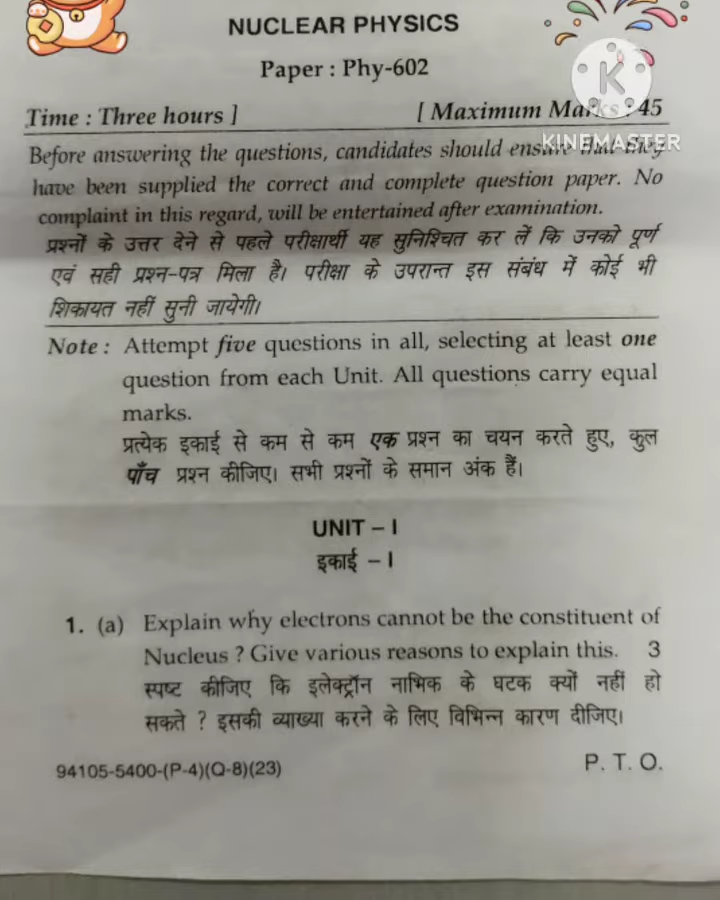 NUCLEAR PHYSICS
Paper : Phy-602
Time : Three hours ]
[ Maximum Marks : 45
KINEMASTER
Before answering the questions, candidates should ensure that they
have been supplied the correct and complete question paper. No
complaint in this regard, will be entertained after examination.
प्रश्नों के उत्तर देने से पहले परीक्षार्थी यह सुनिश्चित कर लें कि उनको पूर्ण
एवं सही प्रश्न-पत्र मिला है। परीक्षा के उपरान्त इस संबंध में कोई भी
शिकायत नहीं सुनी जायेगी।
Note : Attempt five questions in all, selecting at least one
question from each Unit. All questions carry equal
marks.
प्रत्येक इकाई से कम से कम एक प्रश्न का चयन करते हुए, कुल
पाँच प्रश्न कीजिए। सभी प्रश्नों के समान अंक हैं।
UNIT – I
इकाई – I
1. (a) Explain why electrons cannot be the constituent of
Nucleus ? Give various reasons to explain this. 3
स्पष्ट कीजिए कि इलेक्ट्रॉन नाभिक के घटक क्यों नहीं हो
सकते ? इसकी व्याख्या करने के लिए विभिन्न कारण दीजिए।
94105-5400-(P-4)(Q-8)(23)
P. T. O.